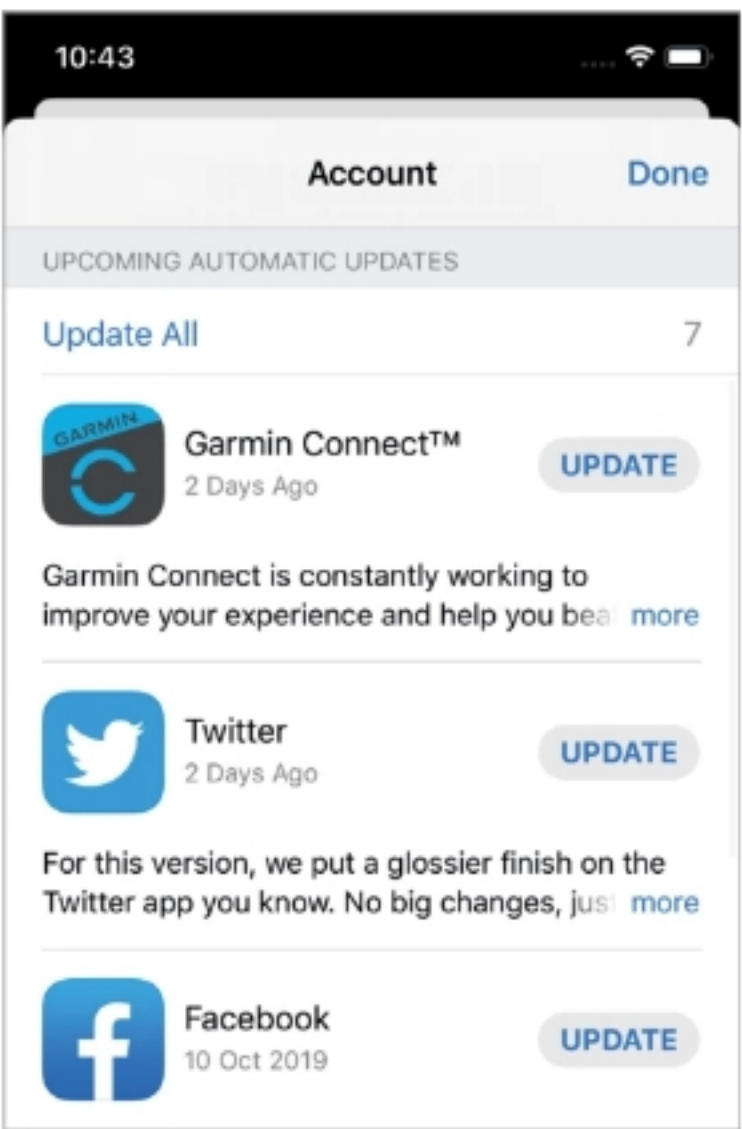 10:43
Account
Done
UPCOMING AUTOMATIC UPDATES
Update All
7
GARMIN
Garmin Connect™
2 Days Ago
UPDATE
Garmin Connect is constantly working to
improve your experience and help you bea more
Twitter
2 Days Ago
UPDATE
For this version, we put a glossier finish on the
Twitter app you know. No big changes, jus more
f
Facebook
10 Oct 2019
UPDATE